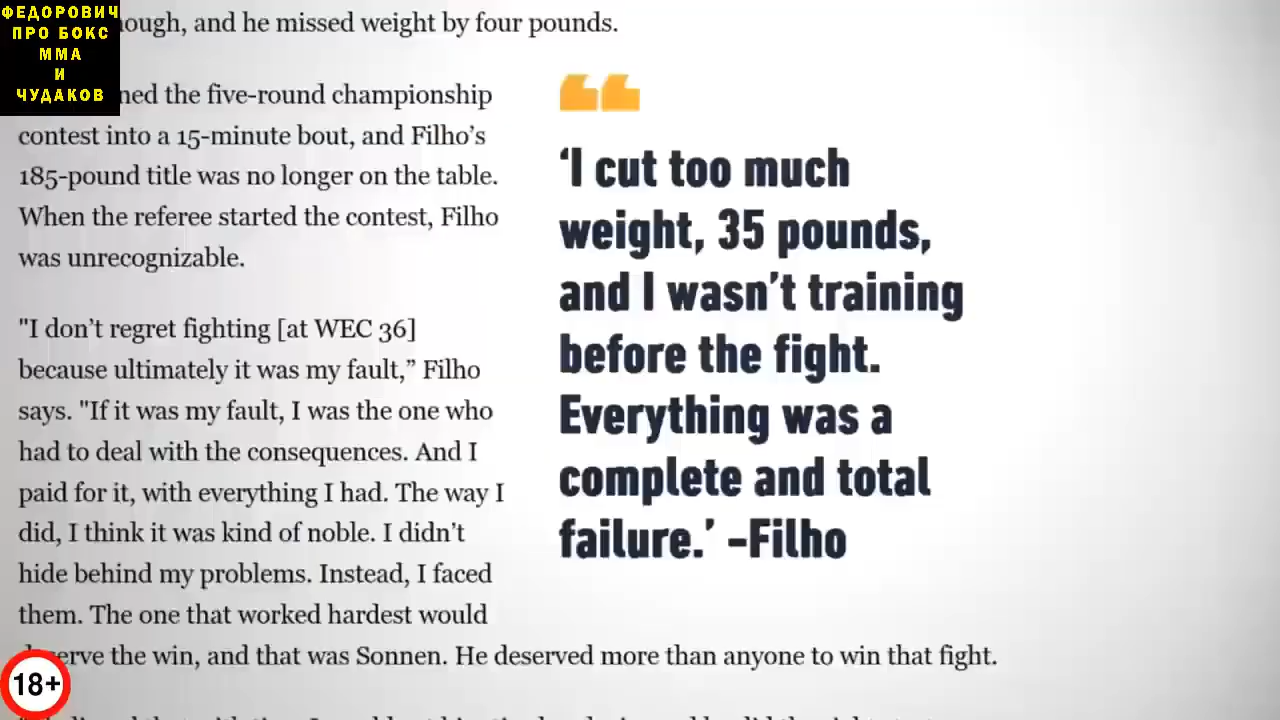 ФЕДОРОВИЧ
ПРО БОКС
ММА
И
ЧУДАКОВ
and he missed weight by four pounds.
the five-round championship
contest into a 15-minute bout, and Filho’s
185-pound title was no longer on the table.
When the referee started the contest, Filho
was unrecognizable.
"I don’t regret fighting [at WEC 36]
because ultimately it was my fault,” Filho
says. "If it was my fault, I was the one who
had to deal with the consequences. And I
paid for it, with everything I had. The way I
did, I think it was kind of noble. I didn’t
hide behind my problems. Instead, I faced
them. The one that worked hardest would
the win, and that was Sonnen. He deserved more than anyone to win that fight.
‘I cut too much
weight, 35 pounds,
and I wasn’t training
before the fight.
Everything was a
complete and total
failure.’ –Filho
18+